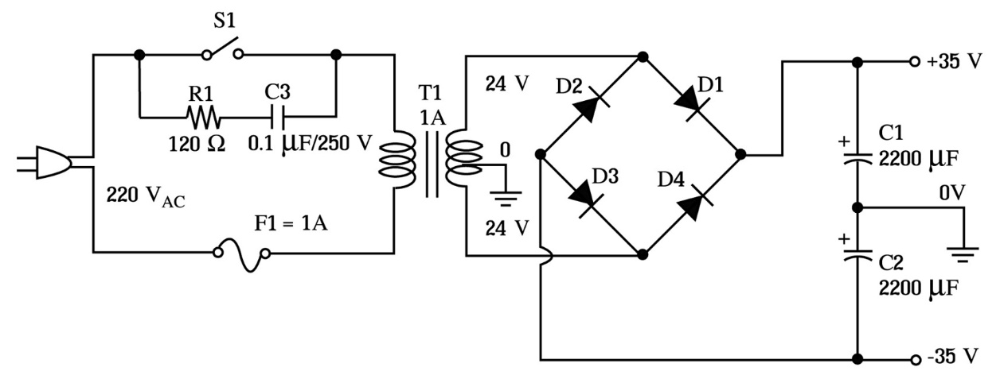 S1
R1
C3
120 Ω
0.1 µF/250 V
220 VAC
F1 = 1A
T1
1A
24 V
0
24 V
D2
D1
D3
D4
+35 V
+
C1
2200 µF
0V
+
C2
2200 µF
-35 V